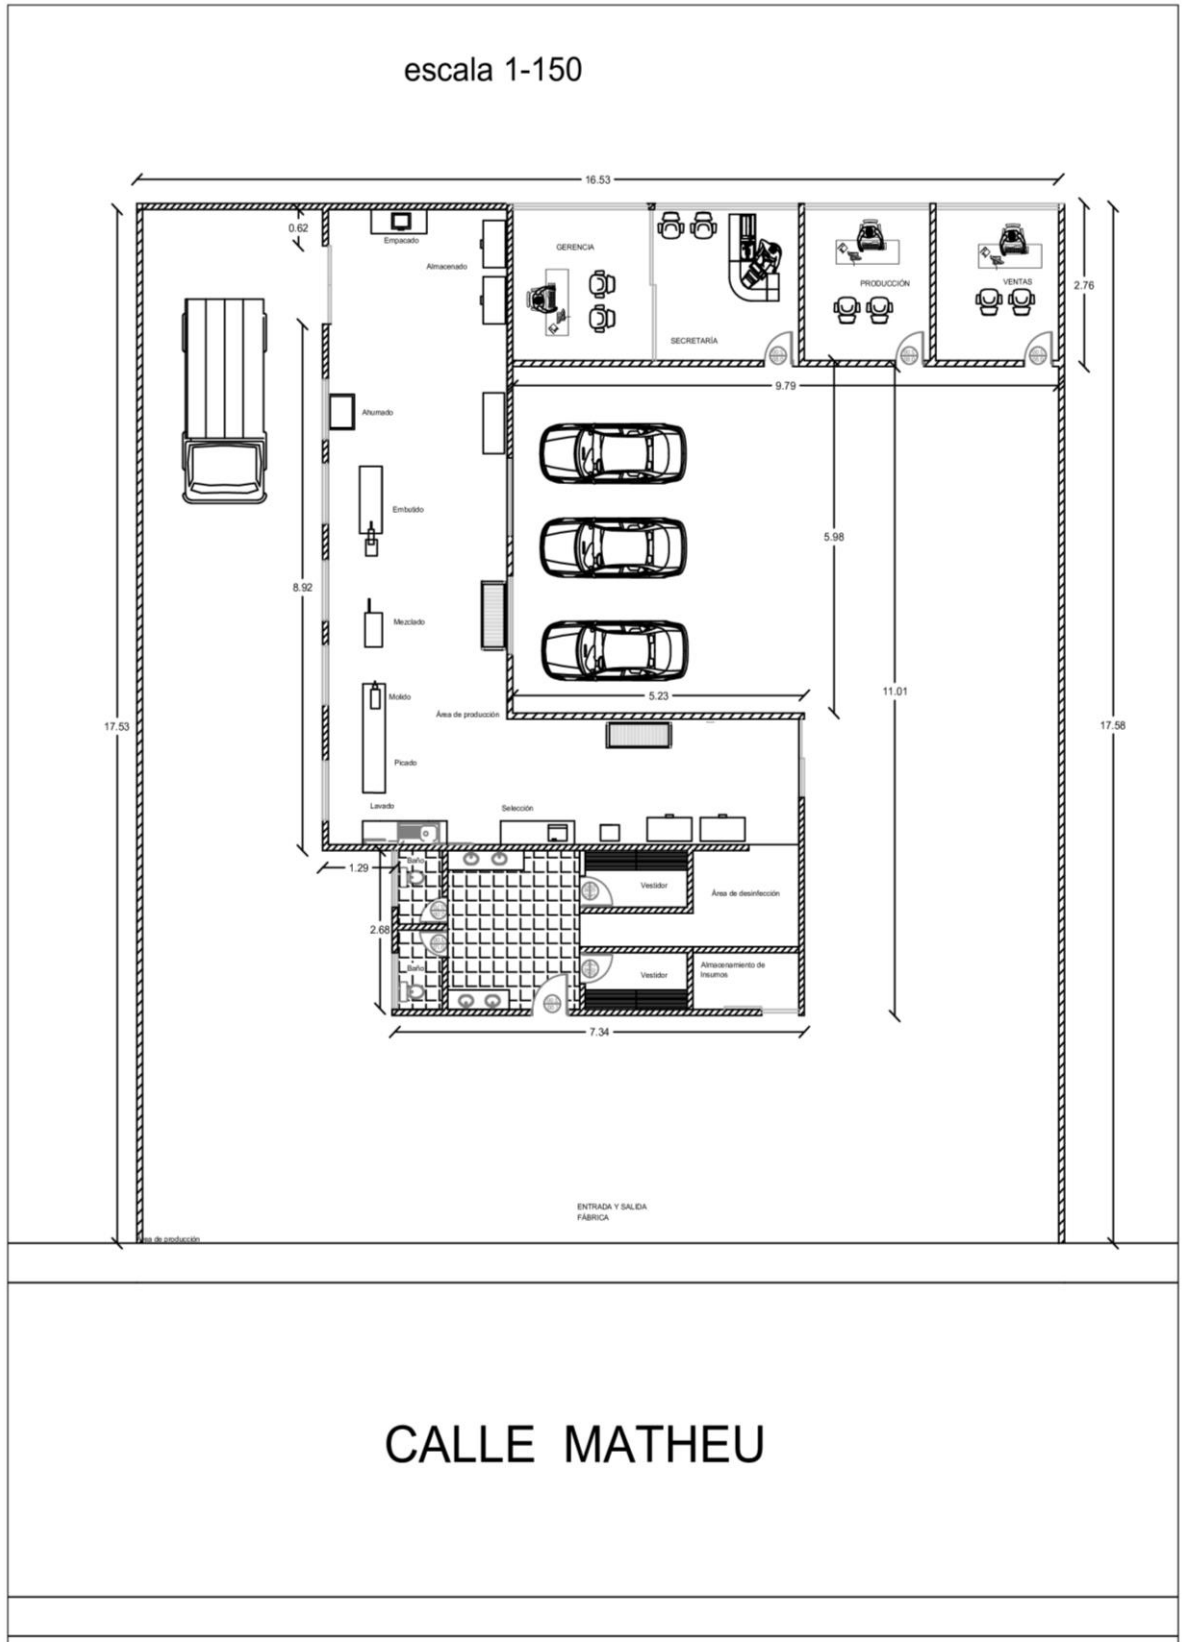 escala 1-150
16.53
0.62
Empacado
Almacenado
GERENCIA
SECRETARÍA
PRODUCCIÓN
VENTAS
2.76
9.79
Ahumado
Embutido
5.98
8.92
Mezclado
Molido
5.23
11.01
Área de producción
17.53
17.58
Picado
Lavado
Selección
1.29
Baño
Vestidor
Área de desinfección
2.68
Baño
Vestidor
Almacenamiento de
Insumos
7.34
ENTRADA Y SALIDA
FÁBRICA
Área de producción
CALLE MATHEU